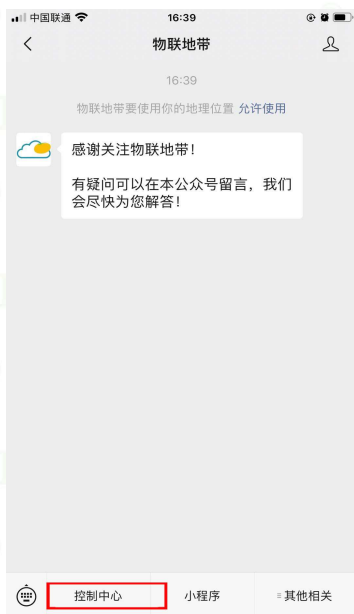 中国联通 16:39
物联地带
16:39
物联地带要使用你的地理位置 允许使用
感谢关注物联地带！
有疑问可以在本公众号留言，我们
会尽快为您解答！
控制中心 小程序 其他相关